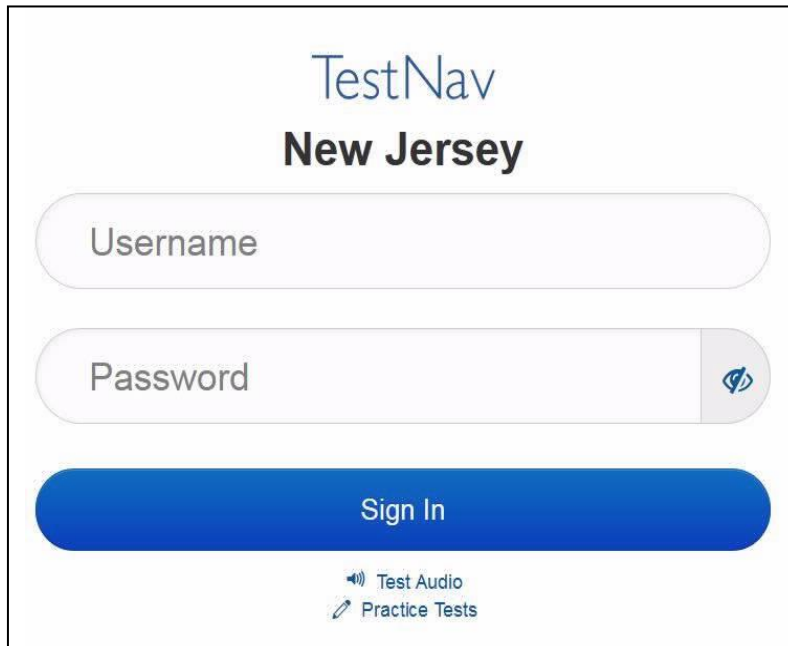 TestNav
New Jersey
Username
Password
Sign In
Test Audio
Practice Tests